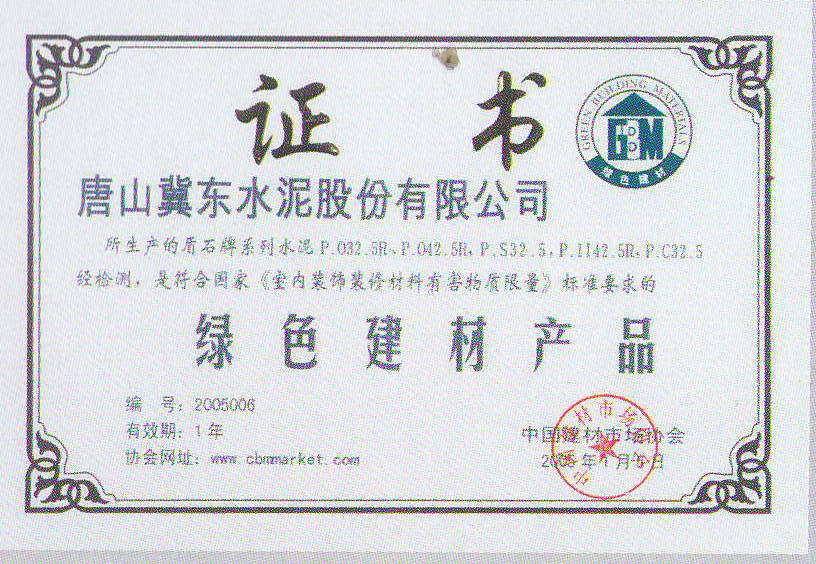 证 书
GREEN BUILDING MATERIALS
GBM
绿色建材
唐山冀东水泥股份有限公司
所生产的盾石牌系列水泥P.O32.5R、P.O42.5R, P.S32.5, P.II42.5R, P.C32.5
经检测，是符合国家《室内装饰装修材料有害物质限量》标准要求的
绿色建材产品
编 号：2005006
有效期：1年
协会网址：www.cbmmarket.com
中国建材市场协会
年1月 日